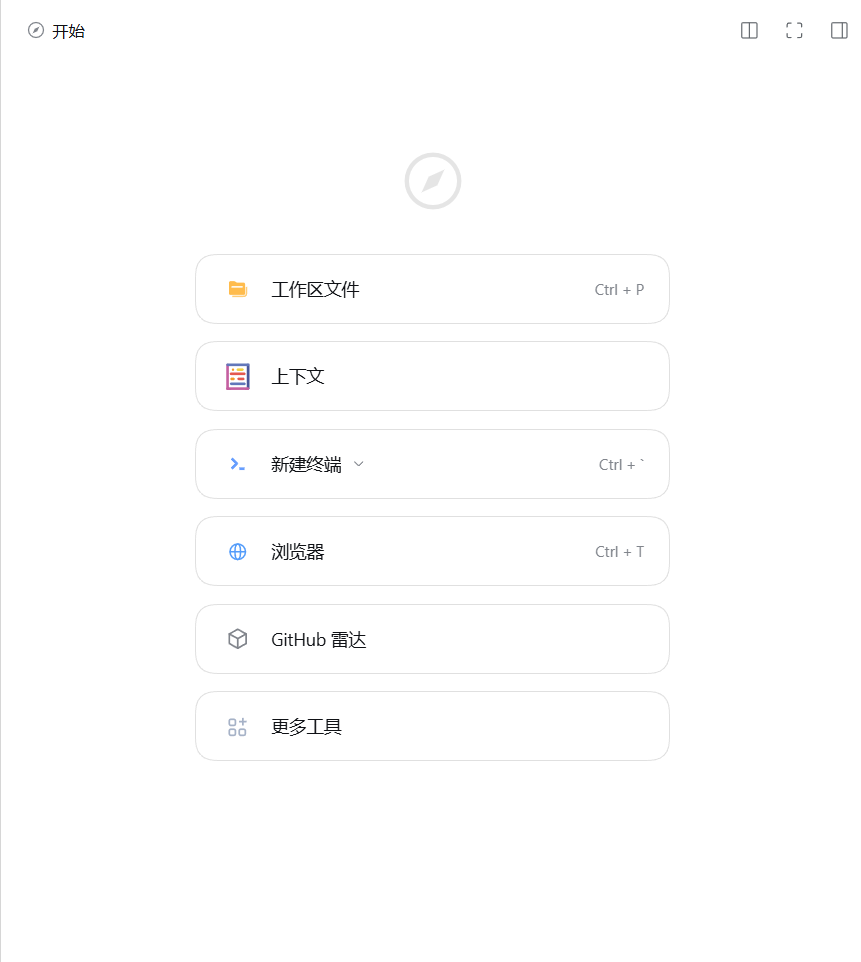 开始
工作区文件 Ctrl + P
上下文
新建终端 Ctrl + `
浏览器 Ctrl + T
GitHub 雷达
更多工具